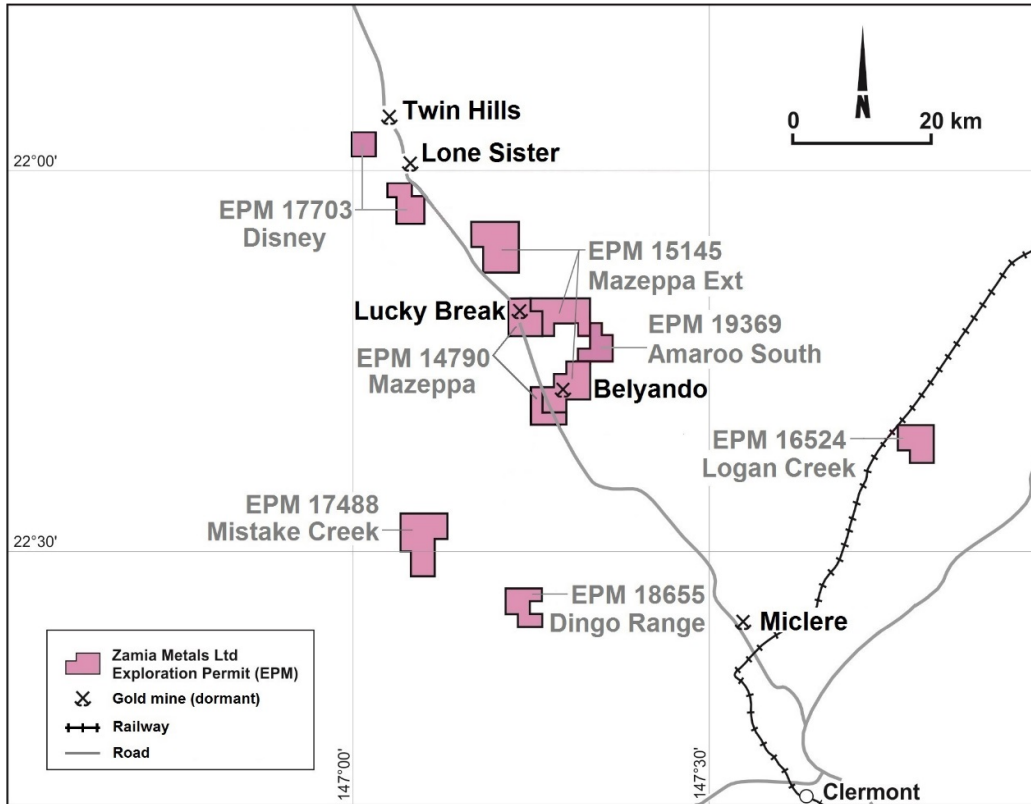 Twin Hills
N
0 20 km
22°00'
Lone Sister
EPM 17703
Disney
EPM 15145
Mazeppa Ext
Lucky Break
EPM 19369
Amaroo South
EPM 14790
Mazeppa
Belyando
EPM 16524
Logan Creek
EPM 17488
Mistake Creek
22°30'
EPM 18655
Dingo Range
Miclere
Zamia Metals Ltd
Exploration Permit (EPM)
Gold mine (dormant)
Railway
Road
147°00'
147°30'
Clermont